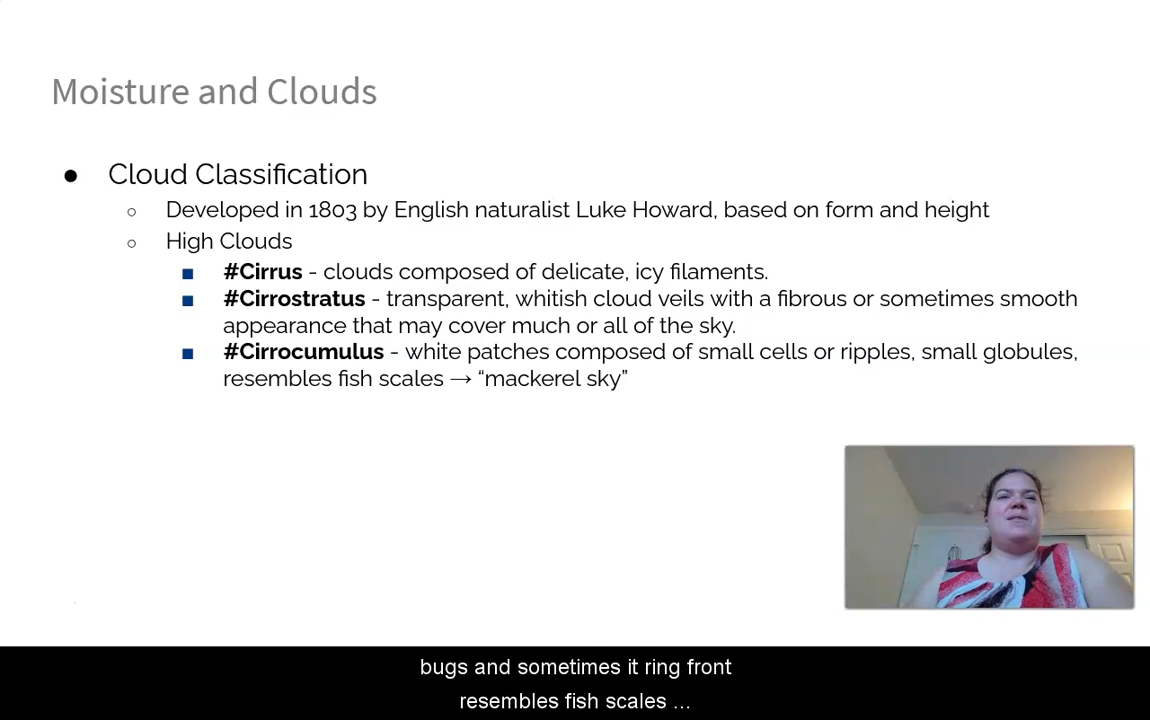 Moisture and Clouds
● Cloud Classification
○ Developed in 1803 by English naturalist Luke Howard, based on form and height
○ High Clouds
■ #Cirrus - clouds composed of delicate, icy filaments.
■ #Cirrostratus - transparent, whitish cloud veils with a fibrous or sometimes smooth
appearance that may cover much or all of the sky.
■ #Cirrocumulus - white patches composed of small cells or ripples, small globules,
resembles fish scales → “mackerel sky”
bugs and sometimes it ring front
resembles fish scales ...